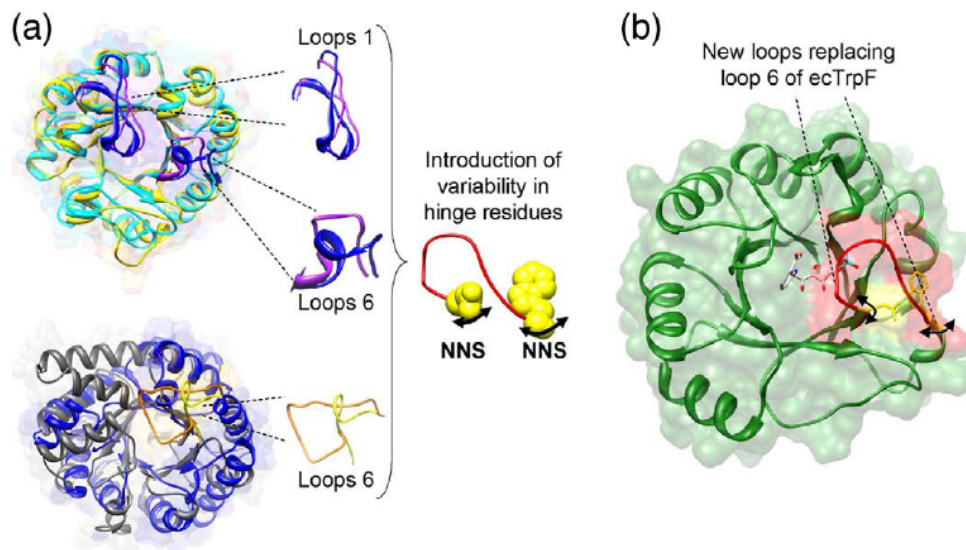 (a)
Loops 1
Loops 6
Introduction of
variability in
hinge residues
NNS NNS
Loops 6
(b)
New loops replacing
loop 6 of ecTrpF